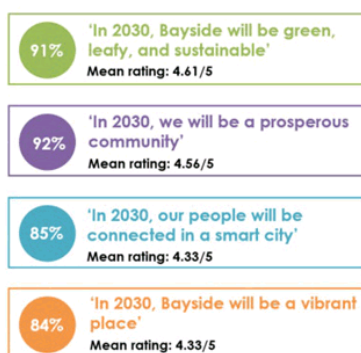 91%
‘In 2030, Bayside will be green,
leafy, and sustainable’
Mean rating: 4.61/5
92%
‘In 2030, we will be a prosperous
community’
Mean rating: 4.56/5
85%
‘In 2030, our people will be
connected in a smart city’
Mean rating: 4.33/5
84%
‘In 2030, Bayside will be a vibrant
place’
Mean rating: 4.33/5